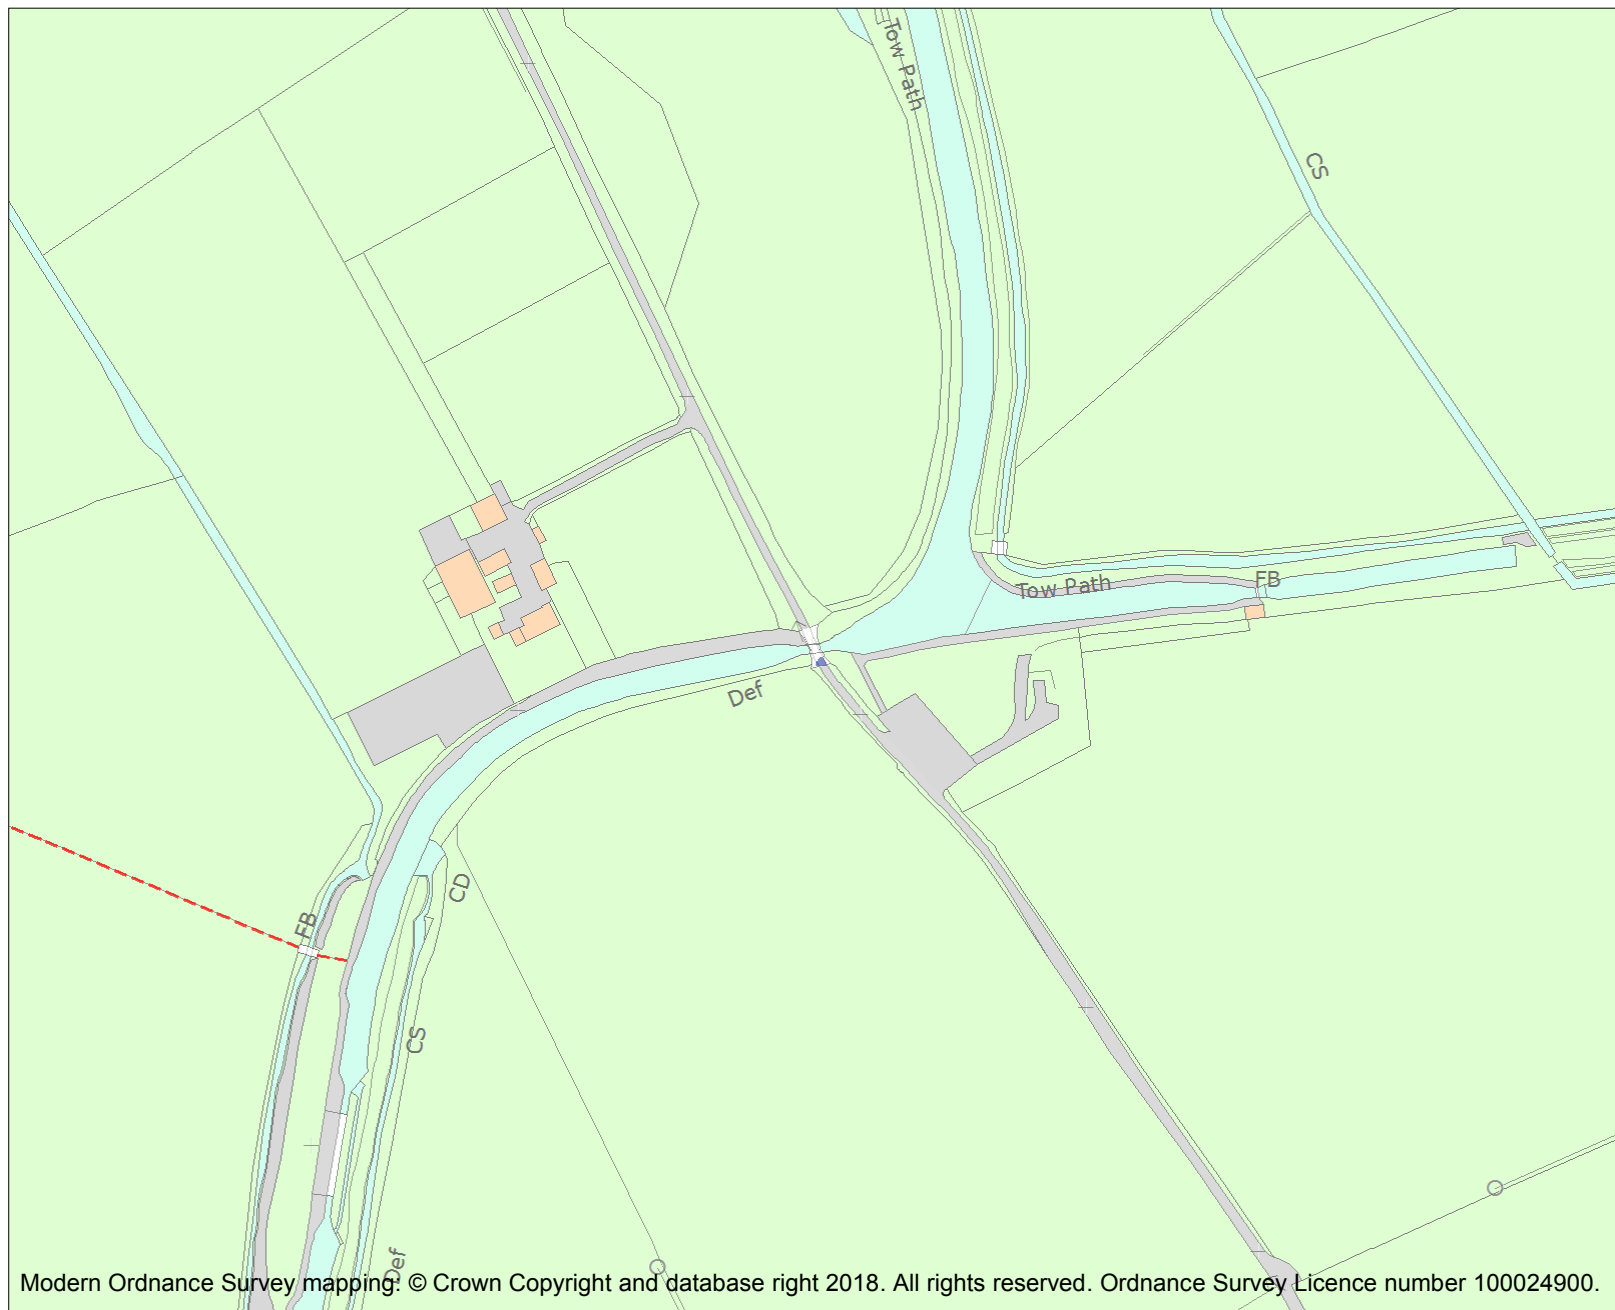 Tow Path
CS
Tow Path
FB
Def
CD
FB
CS
Def
Modern Ordnance Survey mapping: © Crown Copyright and database right 2018. All rights reserved. Ordnance Survey Licence number 100024900.